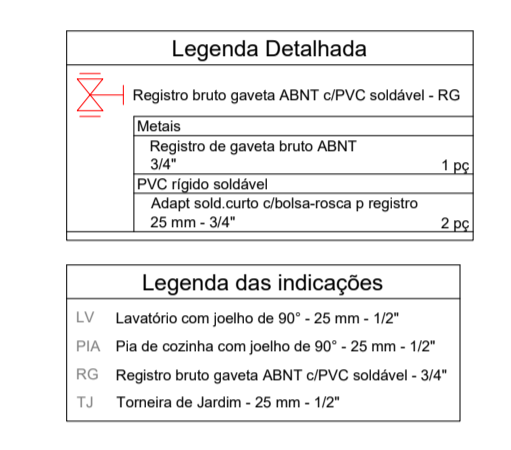 Legenda Detalhada
Registro bruto gaveta ABNT c/PVC soldável - RG
Metais
Registro de gaveta bruto ABNT
3/4" 1 pç
PVC rígido soldável
Adapt sold.curto c/bolsa-rosca p registro
25 mm - 3/4" 2 pç
Legenda das indicações
LV Lavatório com joelho de 90° - 25 mm - 1/2"
PIA Pia de cozinha com joelho de 90° - 25 mm - 1/2"
RG Registro bruto gaveta ABNT c/PVC soldável - 3/4"
TJ Torneira de Jardim - 25 mm - 1/2"